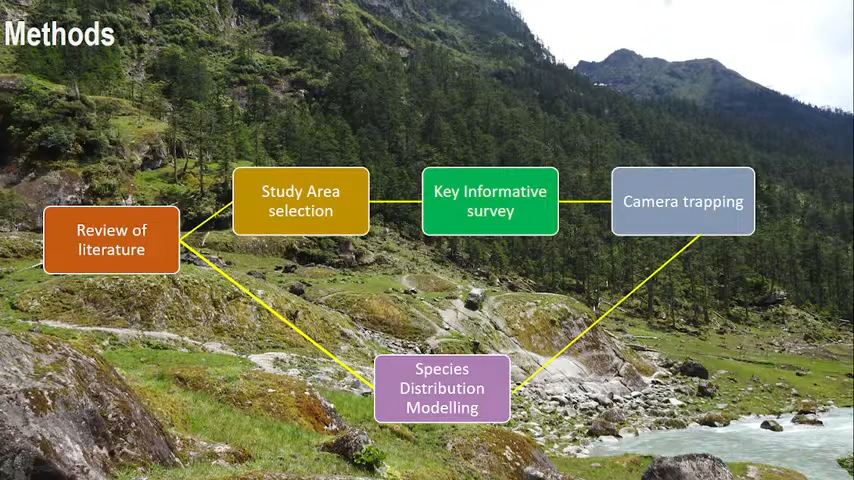 Methods
Review of
literature
Study Area
selection
Key Informative
survey
Camera trapping
Species
Distribution
Modelling